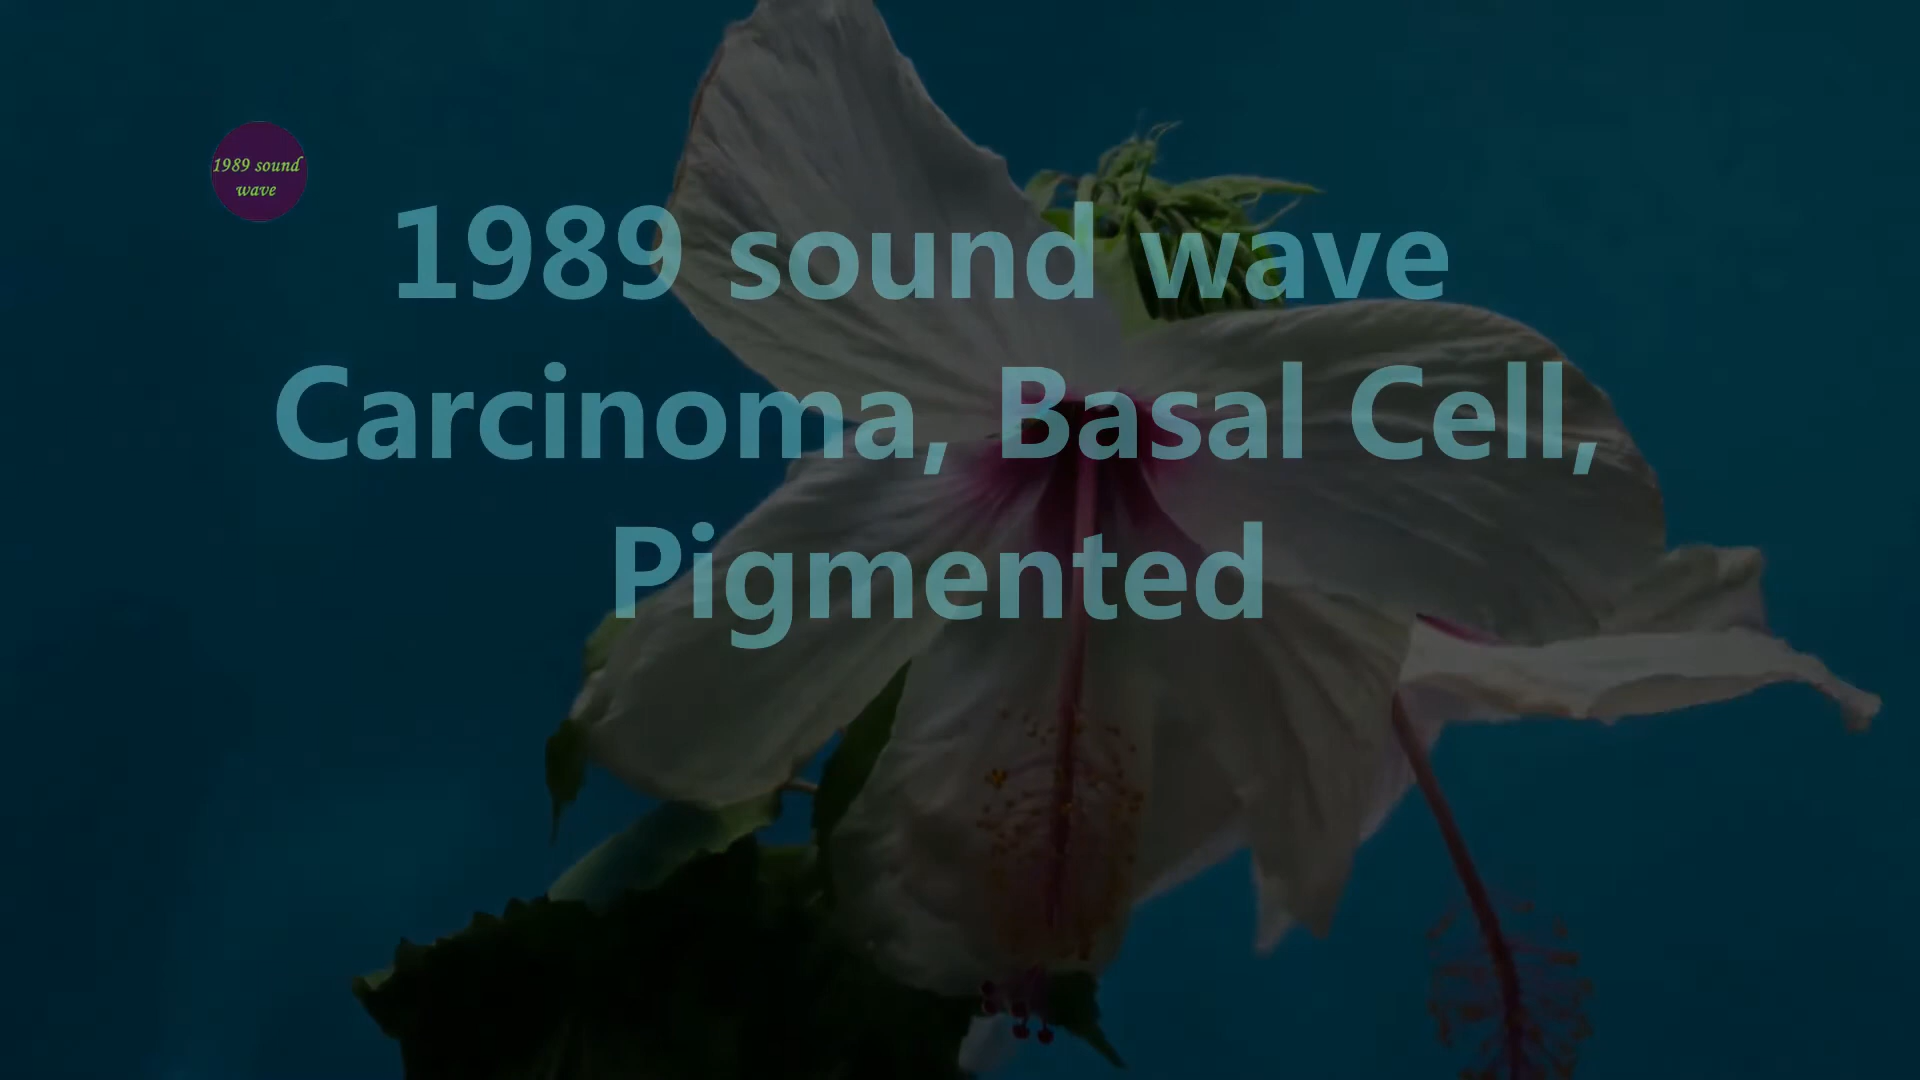 1989 sound
wave
1989 sound wave
Carcinoma, Basal Cell,
Pigmented